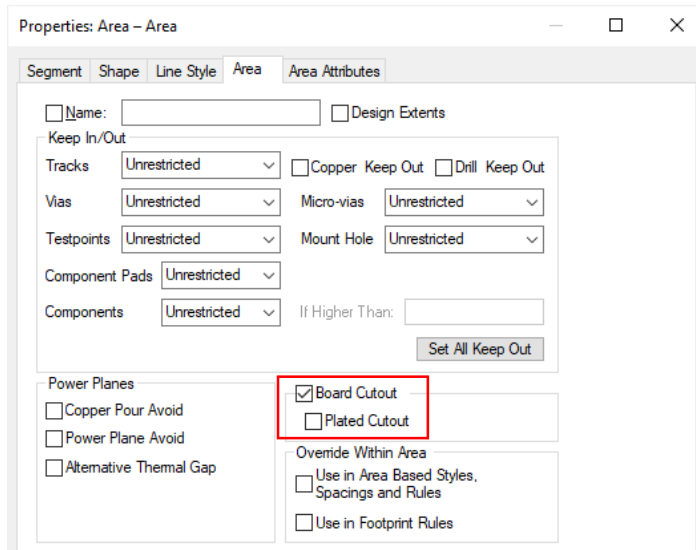 Properties: Area – Area
Segment Shape Line Style Area Area Attributes
Name: Design Extents
Keep In/Out
Tracks Unrestricted Copper Keep Out Drill Keep Out
Vias Unrestricted Micro-vias Unrestricted
Testpoints Unrestricted Mount Hole Unrestricted
Component Pads Unrestricted
Components Unrestricted If Higher Than:
Set All Keep Out
Power Planes
Copper Pour Avoid
Power Plane Avoid
Alternative Thermal Gap
Board Cutout
Plated Cutout
Override Within Area
Use in Area Based Styles,
Spacings and Rules
Use in Footprint Rules